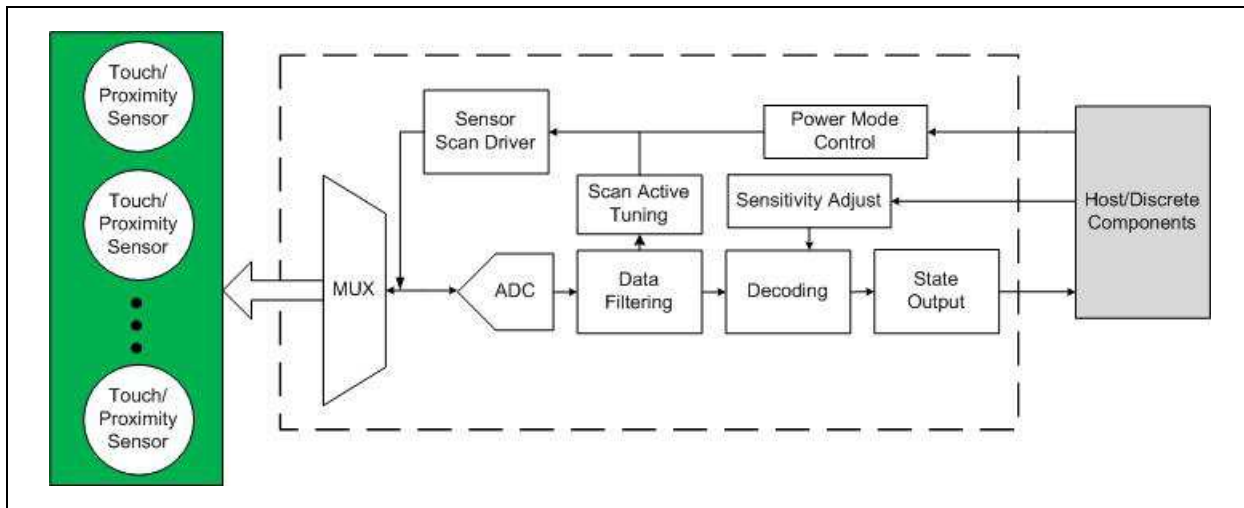 Touch/
Proximity
Sensor
Touch/
Proximity
Sensor
Touch/
Proximity
Sensor
Sensor
Scan Driver
Power Mode
Control
Scan Active
Tuning
Sensitivity Adjust
Host/Discrete
Components
MUX
ADC
Data
Filtering
Decoding
State
Output